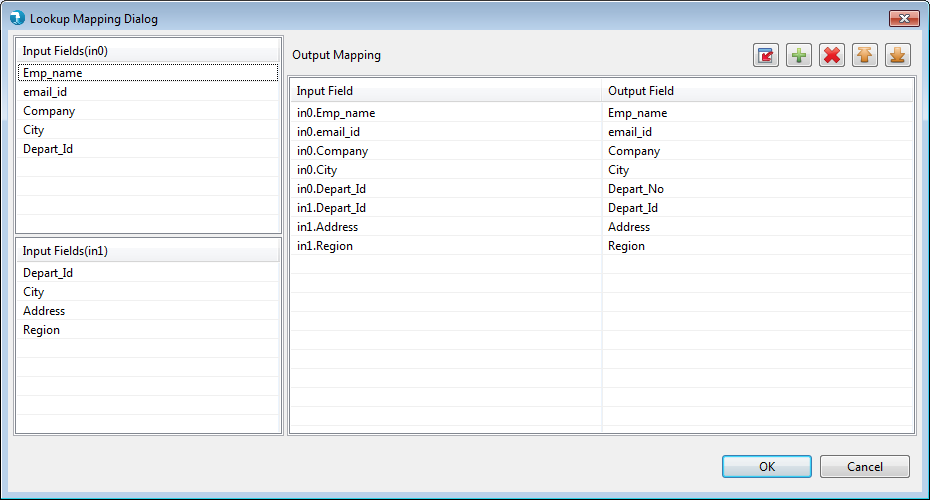 Lookup Mapping Dialog
Input Fields(in0)
Emp_name
email_id
Company
City
Depart_Id
Input Fields(in1)
Depart_Id
City
Address
Region
Output Mapping
Input Field Output Field
in0.Emp_name Emp_name
in0.email_id email_id
in0.Company Company
in0.City City
in0.Depart_Id Depart_No
in1.Depart_Id Depart_Id
in1.Address Address
in1.Region Region
OK Cancel